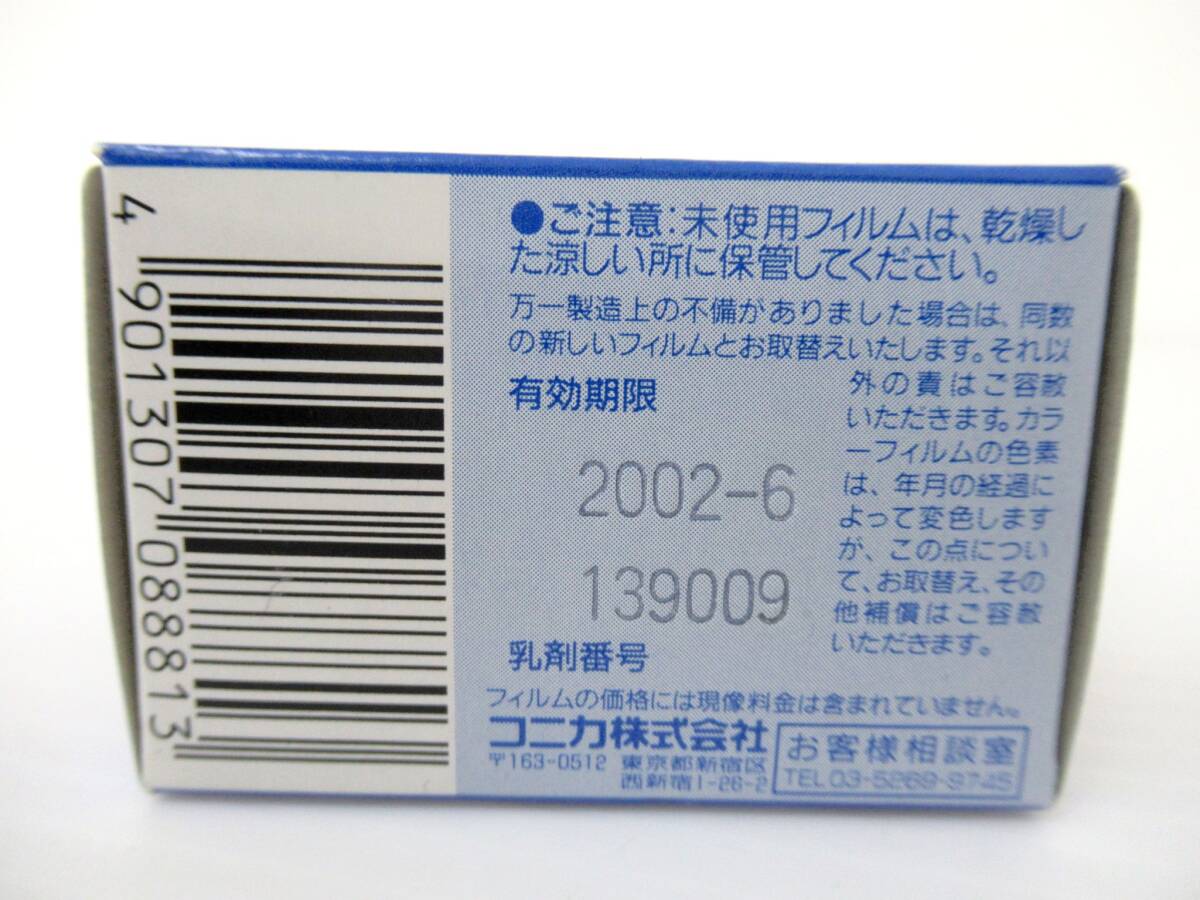 ●ご注意:未使用フィルムは、乾燥し
た涼しい所に保管してください。
万一製造上の不備がありました場合は、同数
の新しいフィルムとお取替えいたします。それ以
外の責はご容赦
いただきます。カラ
ーフィルムの色素
は、年月の経過に
よって変色します
が、この点につい
て、お取替え、その
他補償はご容赦
いただきます。
有効期限
2002-6
139009
乳剤番号
フィルムの価格には現像料金は含まれていません。
コニカ株式会社
〒163-0512 東京都新宿区
西新宿1-26-2
お客様相談室
TEL03-5269-9745
4 901307 088813